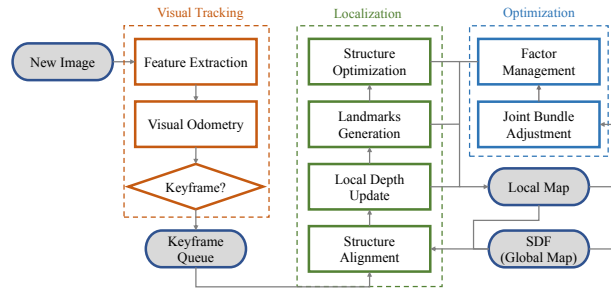 Visual Tracking
New Image
Feature Extraction
Visual Odometry
Keyframe?
Keyframe
Queue
Localization
Structure
Optimization
Landmarks
Generation
Local Depth
Update
Structure
Alignment
Optimization
Factor
Management
Joint Bundle
Adjustment
Local Map
SDF
(Global Map)